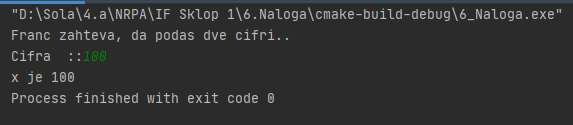 "D:\Sola\4.a\NRPA\IF Sklop 1\6.Naloga\cmake-build-debug\6_Naloga.exe"
Franc zahteva, da podas dve cifri..
Cifra  ::100
x je 100
Process finished with exit code 0